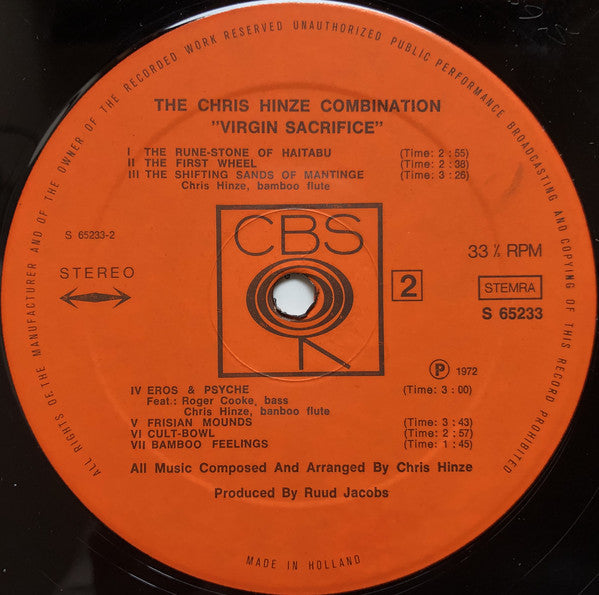 ALL RIGHTS OF THE MANUFACTURER AND OF THE OWNER OF THE RECORDED WORK RESERVED UNAUTHORIZED PUBLIC PERFORMANCE BROADCASTING AND COPYING OF THIS RECORD PROHIBITED
THE CHRIS HINZE COMBINATION
"VIRGIN SACRIFICE"
I THE RUNE-STONE OF HAITABU (Time: 2 : 55)
II THE FIRST WHEEL (Time: 2 : 38)
III THE SHIFTING SANDS OF MANTINGE (Time: 3 : 26)
Chris Hinze, bamboo flute
S 65233-2
CBS
33 ⅓ RPM
STEREO
2
STEMRA
S 65233
P 1972
IV EROS & PSYCHE (Time: 3 : 00)
Feat.: Roger Cooke, bass
Chris Hinze, banboo flute
V FRISIAN MOUNDS (Time: 3 : 43)
VI CULT-BOWL (Time: 2 : 57)
VII BAMBOO FEELINGS (Time: 1 : 45)
All Music Composed And Arranged By Chris Hinze
Produced By Ruud Jacobs
MADE IN HOLLAND